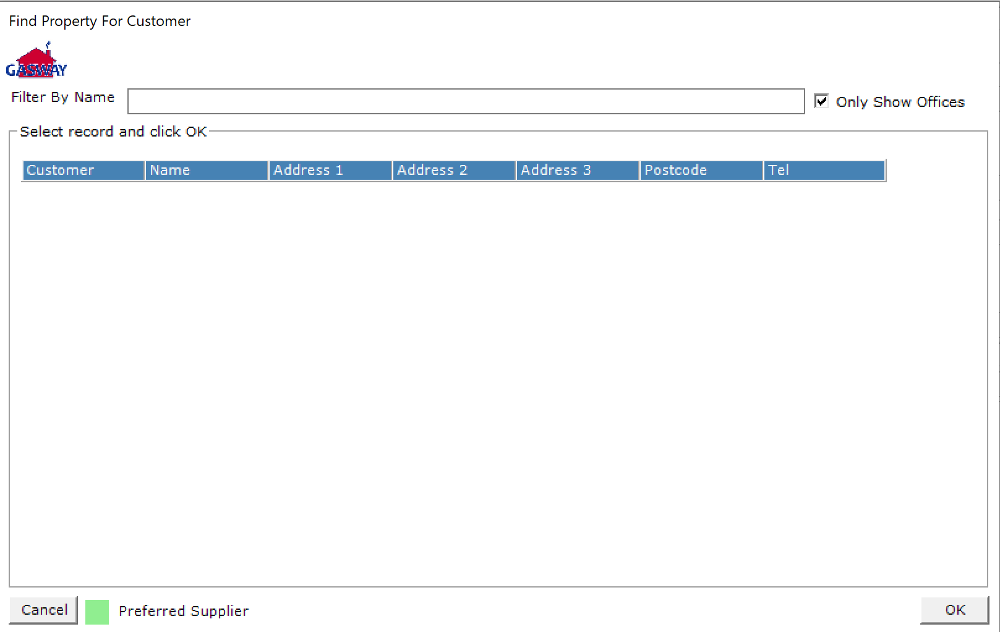 Find Property For Customer
GASWAY
Filter By Name
Only Show Offices
Select record and click OK
Customer Name Address 1 Address 2 Address 3 Postcode Tel
Cancel Preferred Supplier OK